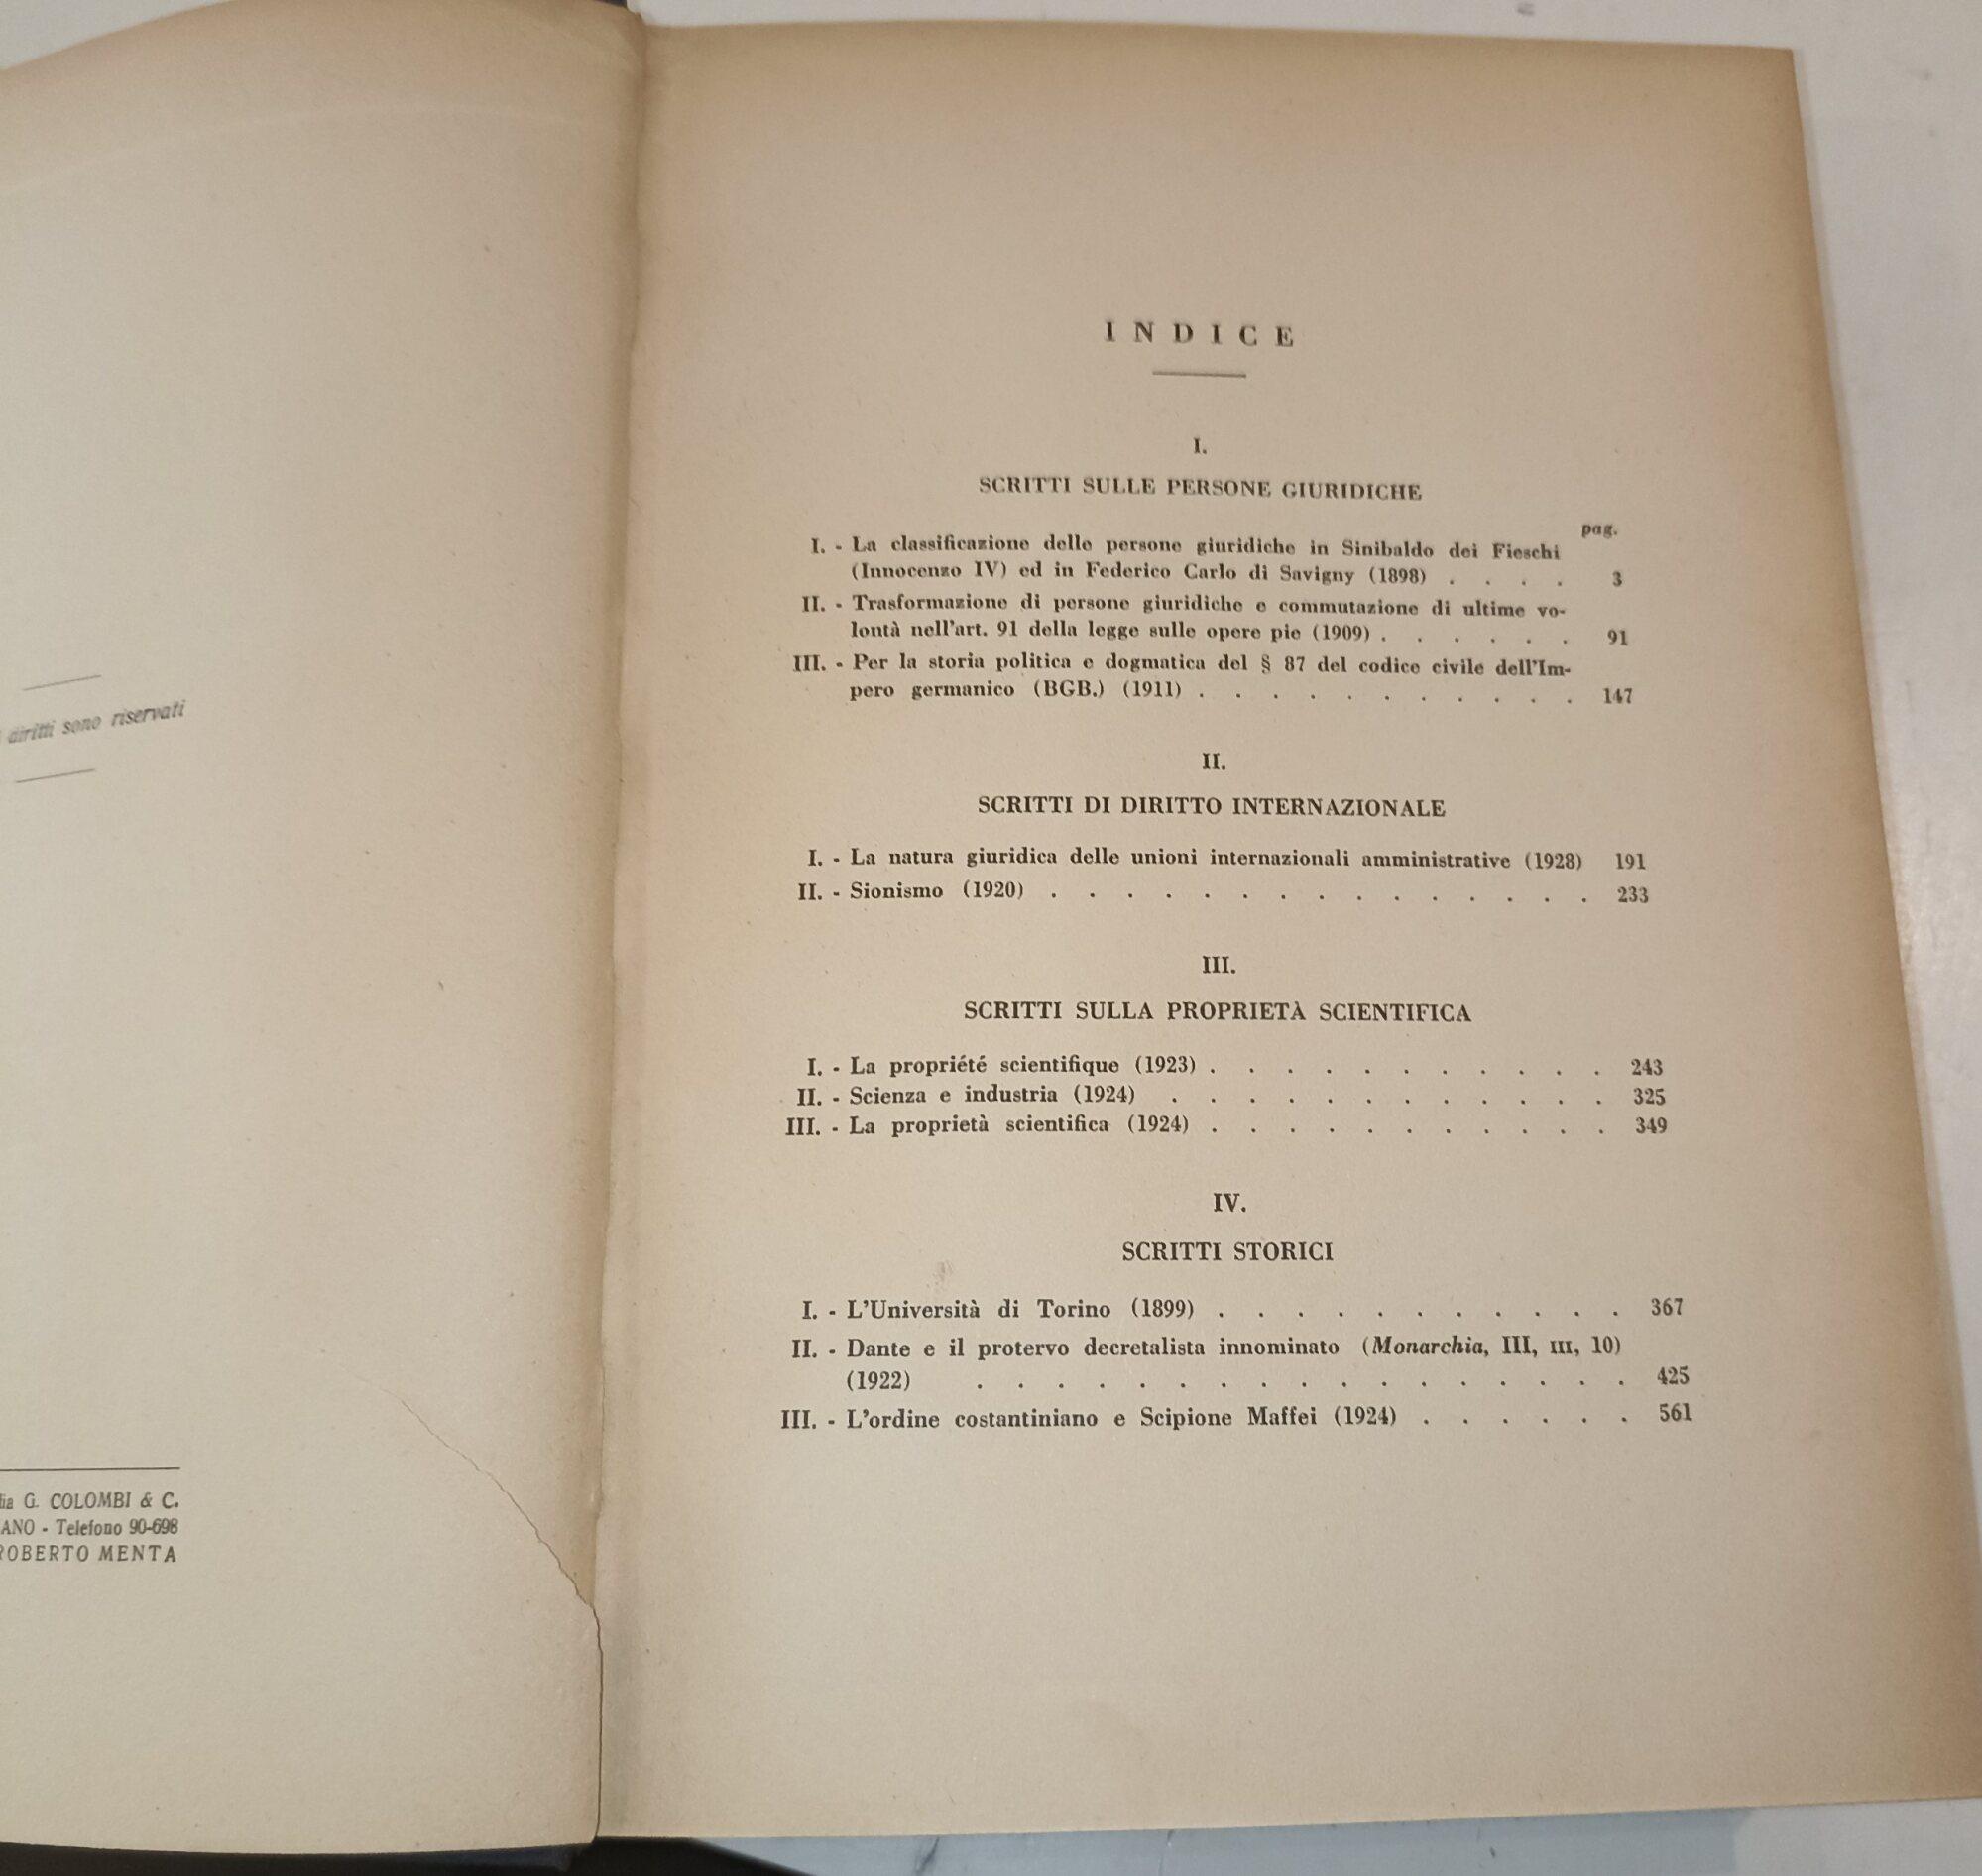 diritti sono riservati
G. COLOMBI & C.
Telefono 90-698
ROBERTO MENTA
INDICE
I.
SCRITTI SULLE PERSONE GIURIDICHE
pag.
I. - La classificazione delle persone giuridiche in Sinibaldo dei Fieschi
(Innocenzo IV) ed in Federico Carlo di Savigny (1898) . . . . 3
II. - Trasformazione di persone giuridiche e commutazione di ultime vo-
lontà nell'art. 91 della legge sulle opere pie (1909) . . . . . . 91
III. - Per la storia politica e dogmatica del § 87 del codice civile dell'Im-
pero germanico (BGB.) (1911) . . . . . . . . . . . 147
II.
SCRITTI DI DIRITTO INTERNAZIONALE
I. - La natura giuridica delle unioni internazionali amministrative (1928) 191
II. - Sionismo (1920) . . . . . . . . . . . . . . . 233
III.
SCRITTI SULLA PROPRIETÀ SCIENTIFICA
I. - La propriété scientifique (1923) . . . . . . . . . . . 243
II. - Scienza e industria (1924) . . . . . . . . . . . . 325
III. - La proprietà scientifica (1924) . . . . . . . . . . . 349
IV.
SCRITTI STORICI
I. - L'Università di Torino (1899) . . . . . . . . . . . 367
II. - Dante e il protervo decretalista innominato (Monarchia, III, III, 10)
(1922) . . . . . . . . . . . . . . . . . 425
III. - L'ordine costantiniano e Scipione Maffei (1924) . . . . . . 561